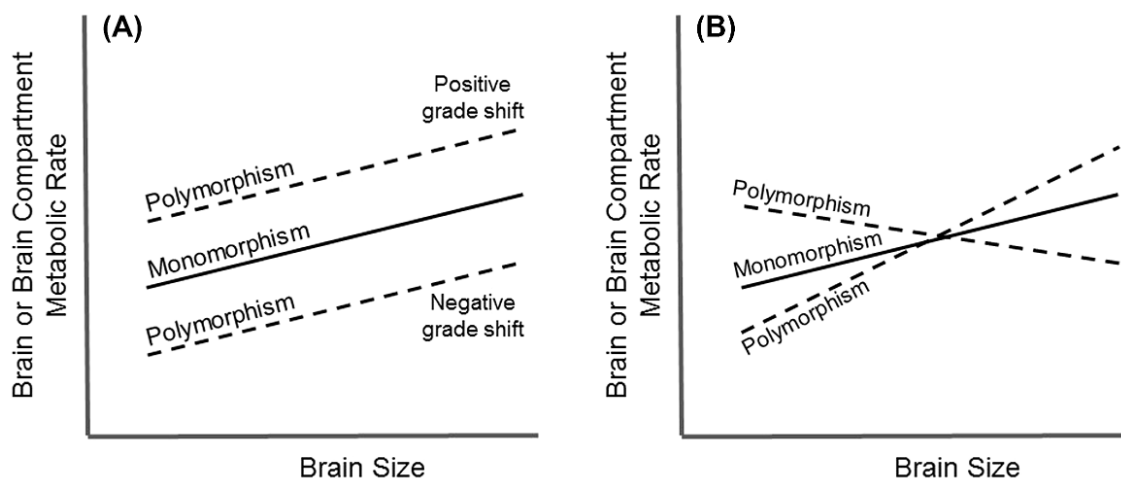 (A)
Brain or Brain Compartment
Metabolic Rate
Positive
grade shift
Polymorphism
Monomorphism
Polymorphism
Negative
grade shift
Brain Size
(B)
Brain or Brain Compartment
Metabolic Rate
Polymorphism
Monomorphism
Polymorphism
Brain Size